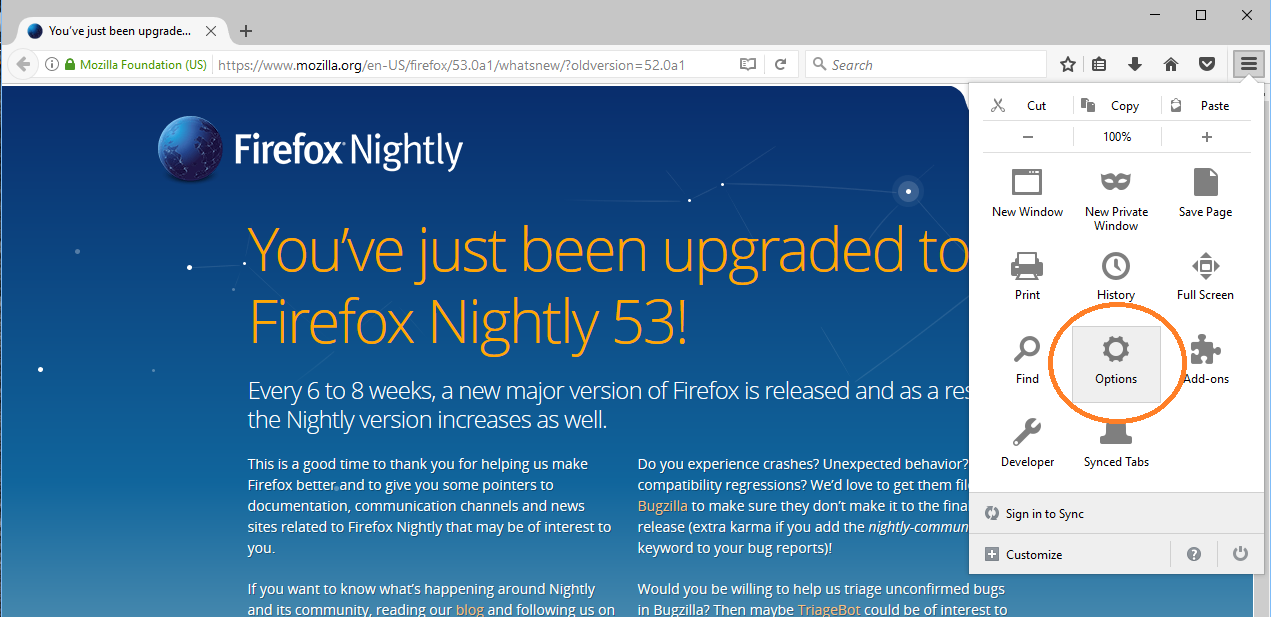 You've just been upgrade...
Mozilla Foundation (US)
https://www.mozilla.org/en-US/firefox/53.0a1/whatsnew/?oldversion=52.0a1
Search
Firefox Nightly
You've just been upgraded to
Firefox Nightly 53!
Every 6 to 8 weeks, a new major version of Firefox is released and as a res
the Nightly version increases as well.
This is a good time to thank you for helping us make
Firefox better and to give you some pointers to
documentation, communication channels and news
sites related to Firefox Nightly that may be of interest to
you.
If you want to know what's happening around Nightly
and its community, reading our blog and following us on
Do you experience crashes? Unexpected behavior?
compatibility regressions? We'd love to get them fil
Bugzilla to make sure they don't make it to the fina
release (extra karma if you add the nightly-commun
keyword to your bug reports)!
Would you be willing to help us triage unconfirmed bugs
in Bugzilla? Then maybe TriageBot could be of interest to
Cut
Copy
Paste
100%
New Window
New Private
Window
Save Page
Print
History
Full Screen
Find
Options
Add-ons
Developer
Synced Tabs
Sign in to Sync
Customize